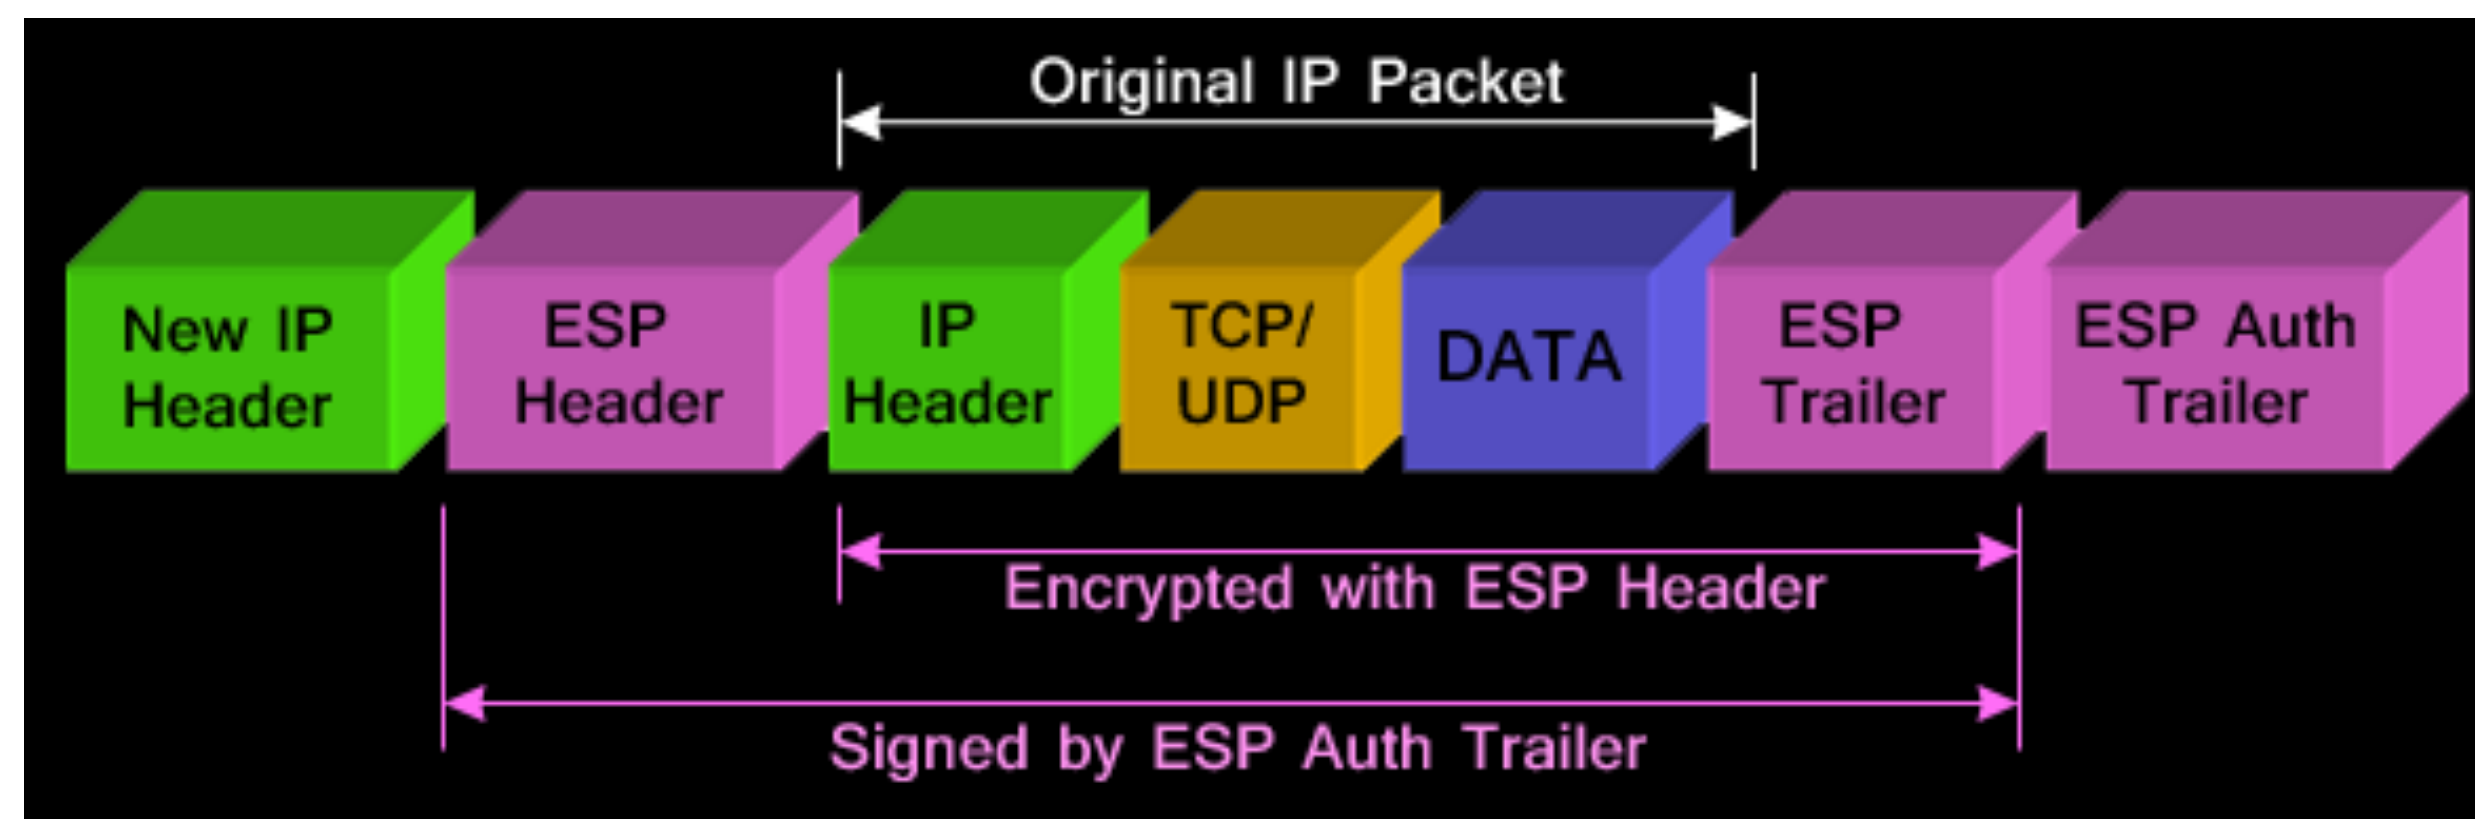 Original IP Packet
New IP
Header
ESP
Header
IP
Header
TCP/
UDP
DATA
ESP
Trailer
ESP Auth
Trailer
Encrypted with ESP Header
Signed by ESP Auth Trailer